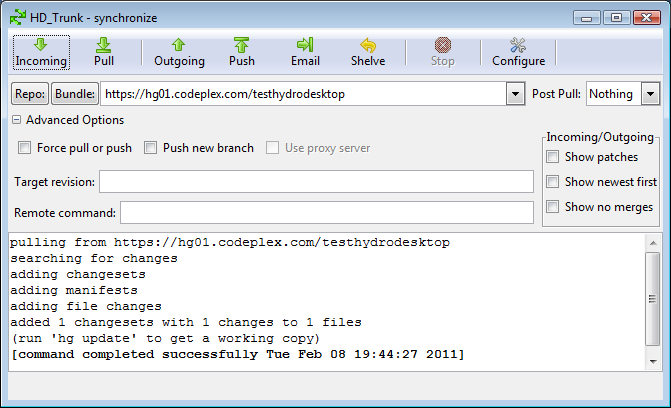 HD_Trunk - synchronize
Incoming Pull Outgoing Push Email Shelve Stop Configure
Repo: Bundle: https://hg01.codeplex.com/testhydrodesktop Post Pull: Nothing
Advanced Options
Force pull or push Push new branch Use proxy server
Target revision:
Remote command:
Incoming/Outgoing
Show patches
Show newest first
Show no merges
pulling from https://hg01.codeplex.com/testhydrodesktop
searching for changes
adding changesets
adding manifests
adding file changes
added 1 changesets with 1 changes to 1 files
(run 'hg update' to get a working copy)
[command completed successfully Tue Feb 08 19:44:27 2011]